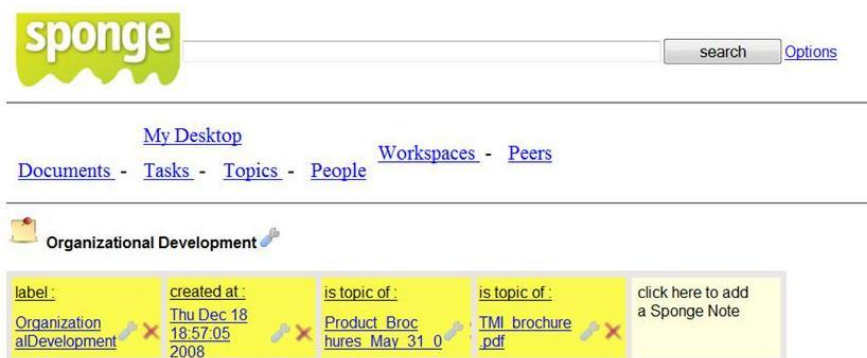 sponge
search Options
My Desktop
Documents - Tasks - Topics - People Workspaces - Peers
Organizational Development
label :
Organization
alDevelopment
created at :
Thu Dec 18
18:57:05
2008
is topic of :
Product_Broc
hures_May_31_0
is topic of :
TMI_brochure
.pdf
click here to add
a Sponge Note